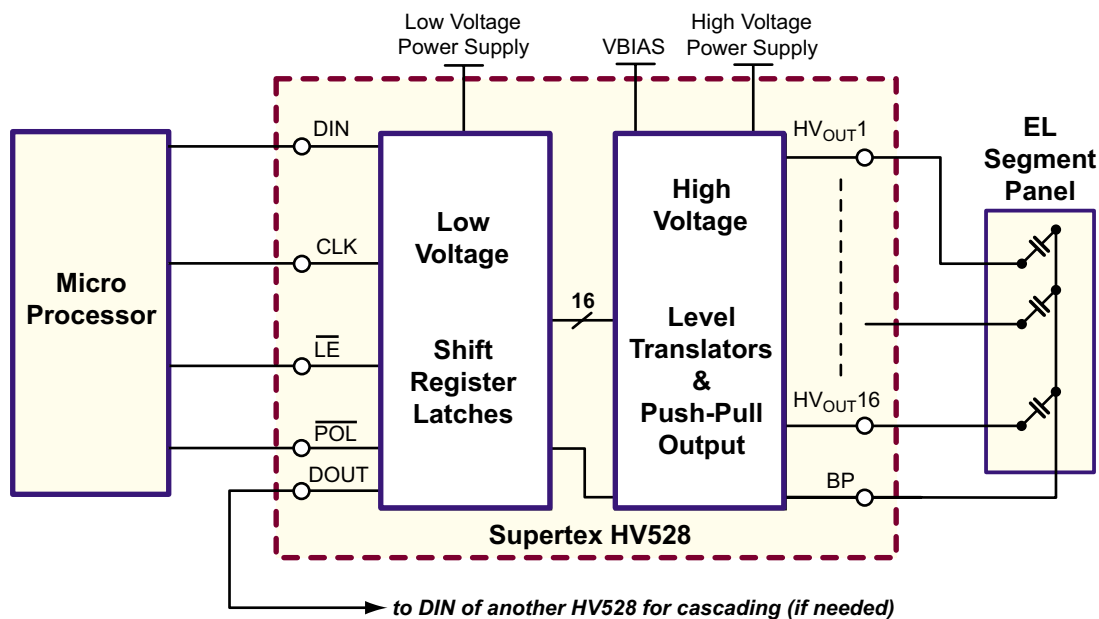 Low Voltage
Power Supply
VBIAS
High Voltage
Power Supply
DIN
CLK
L̅E̅
P̅O̅L̅
DOUT
Micro
Processor
Low
Voltage
Shift
Register
Latches
16
High
Voltage
Level
Translators
&
Push-Pull
Output
HVOUT1
HVOUT16
BP
EL
Segment
Panel
Supertex HV528
to DIN of another HV528 for cascading (if needed)